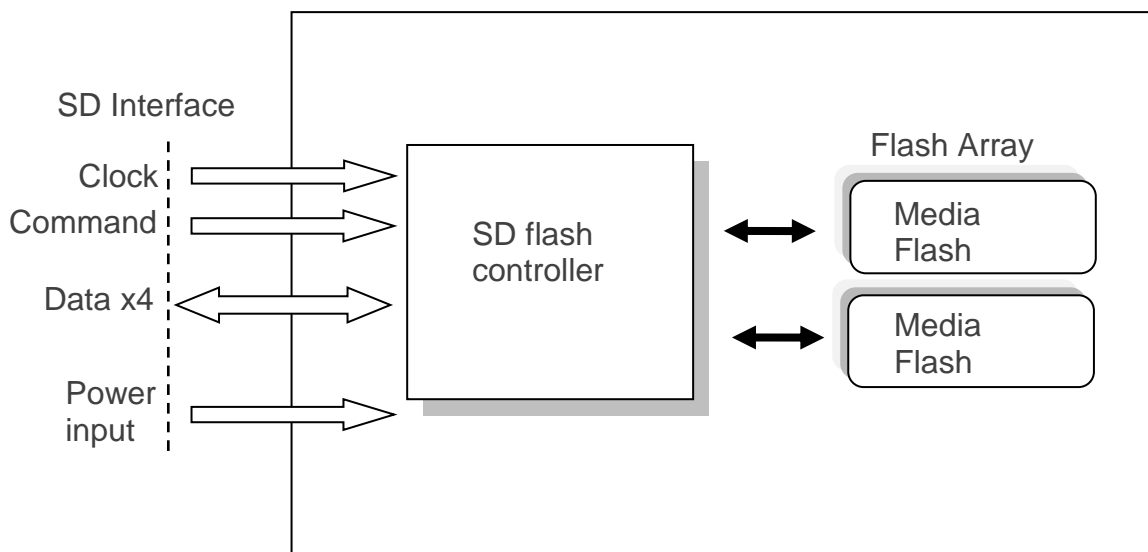 SD Interface
Clock
Command
Data x4
Power
input
SD flash
controller
Flash Array
Media
Flash
Media
Flash